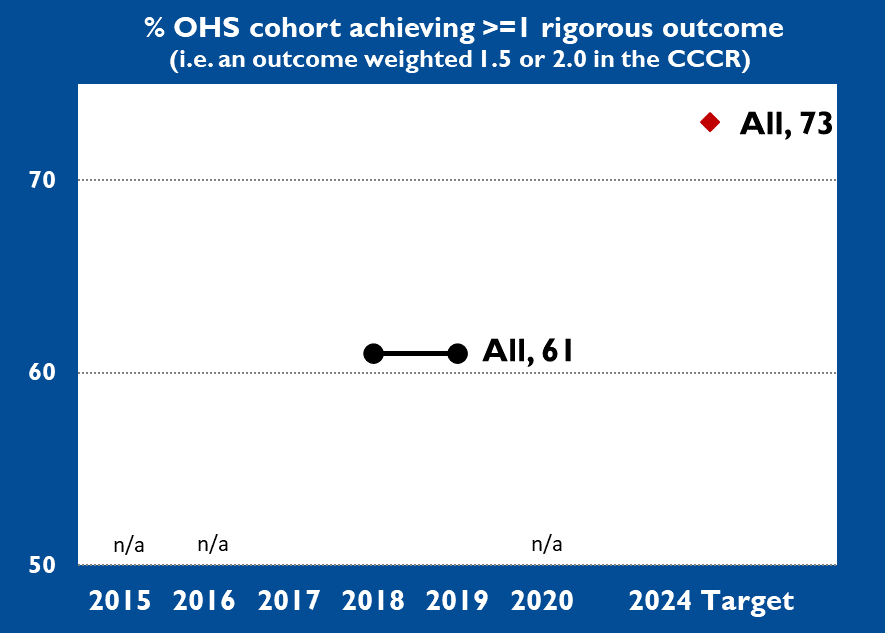 % OHS cohort achieving >=1 rigorous outcome
(i.e. an outcome weighted 1.5 or 2.0 in the CCCR)
All, 73
70
All, 61
60
n/a n/a n/a
50
2015 2016 2017 2018 2019 2020 2024 Target